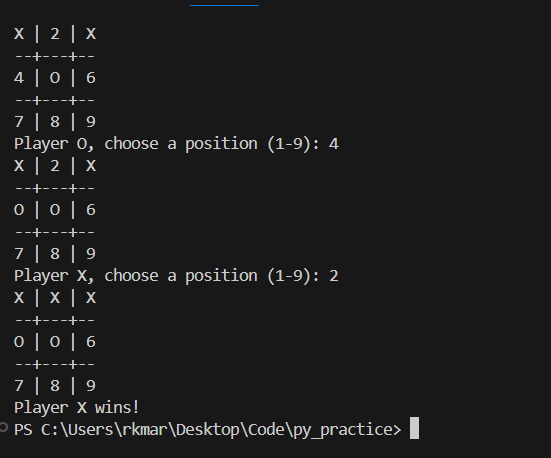 X | 2 | X
--+---+--
4 | O | 6
--+---+--
7 | 8 | 9
Player O, choose a position (1-9): 4
X | 2 | X
--+---+--
O | O | 6
--+---+--
7 | 8 | 9
Player X, choose a position (1-9): 2
X | X | X
--+---+--
O | O | 6
--+---+--
7 | 8 | 9
Player X wins!
PS C:\Users\rkmar\Desktop\Code\py_practice>